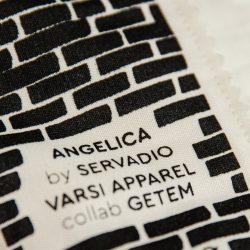 ANGELICA
by SERVADIO
VARSI APPAREL
collab GETEM